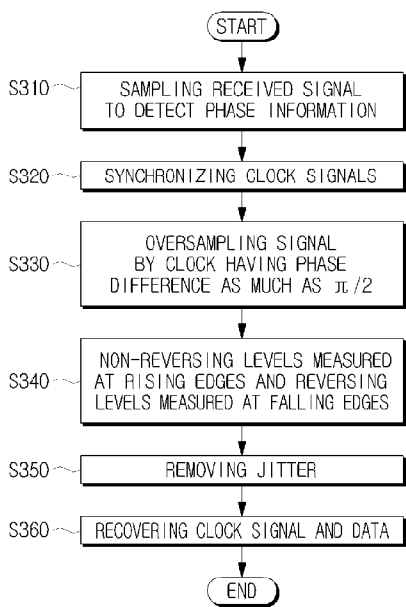 START
S310
SAMPLING RECEIVED SIGNAL
TO DETECT PHASE INFORMATION
S320
SYNCHRONIZING CLOCK SIGNALS
S330
OVERSAMPLING SIGNAL
BY CLOCK HAVING PHASE
DIFFERENCE AS MUCH AS π/2
S340
NON-REVERSING LEVELS MEASURED
AT RISING EDGES AND REVERSING
LEVELS MEASURED AT FALLING EDGES
S350
REMOVING JITTER
S360
RECOVERING CLOCK SIGNAL AND DATA
END